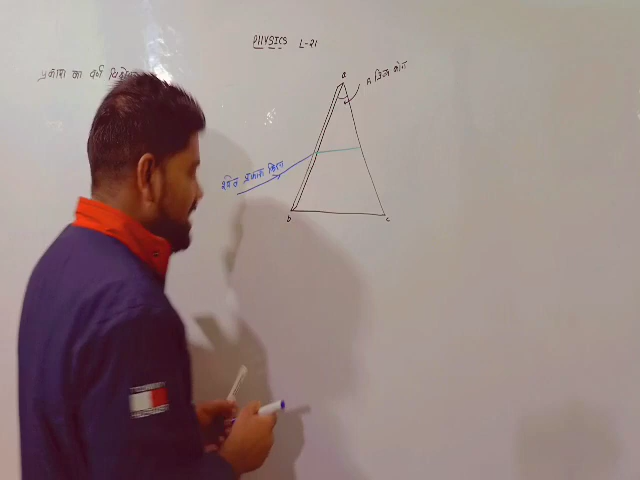 PHYSICS L-21
प्रकाश का वर्ण
a
A प्रिज्म कोण
श्वेत प्रकाश किरण
b
c